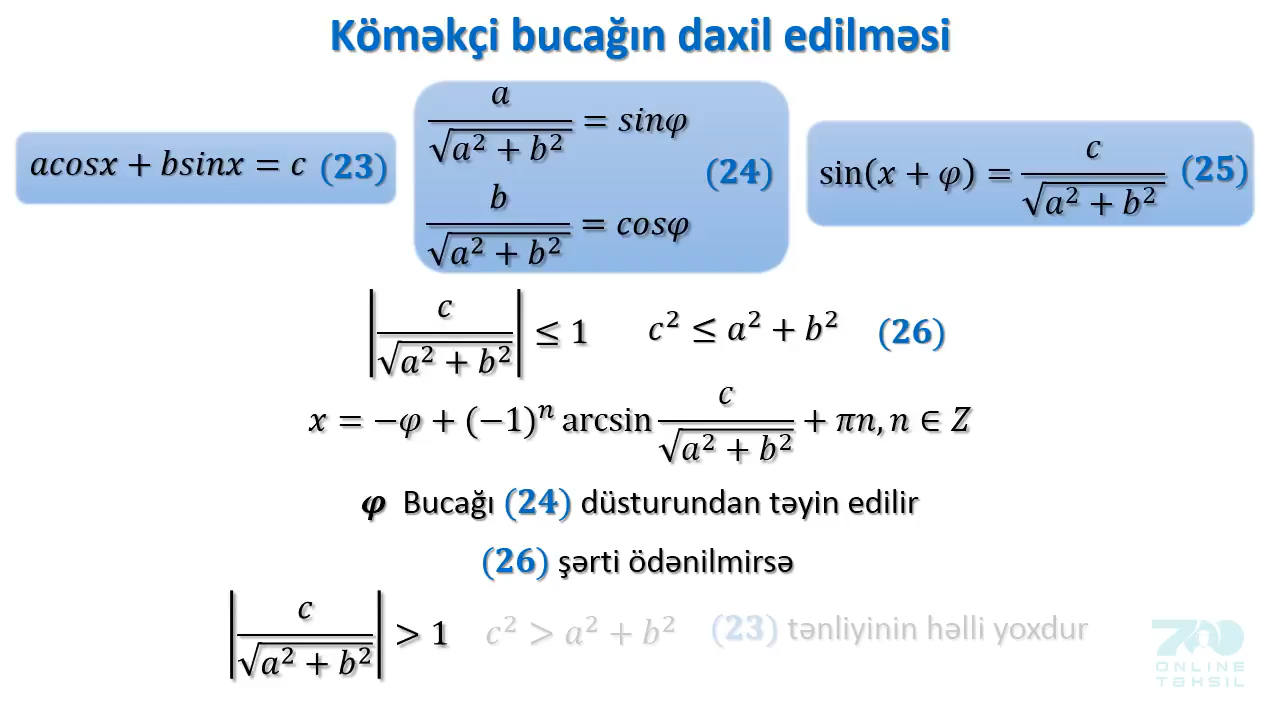 Köməkçi bucağın daxil edilməsi
acosx + bsinx = c (23)
a/√(a² + b²) = sinφ
b/√(a² + b²) = cosφ
(24)
sin(x + φ) = c/√(a² + b²) (25)
|c/√(a² + b²)| ≤ 1 c² ≤ a² + b² (26)
x = −φ + (−1)ⁿ arcsin c/√(a² + b²) + πn, n ∈ Z
φ Bucağı (24) düsturundan təyin edilir
(26) şərti ödənilmirsə
|c/√(a² + b²)| > 1 c² > a² + b² (23) tənliyinin həlli yoxdur
ONLINE
TəHSIL